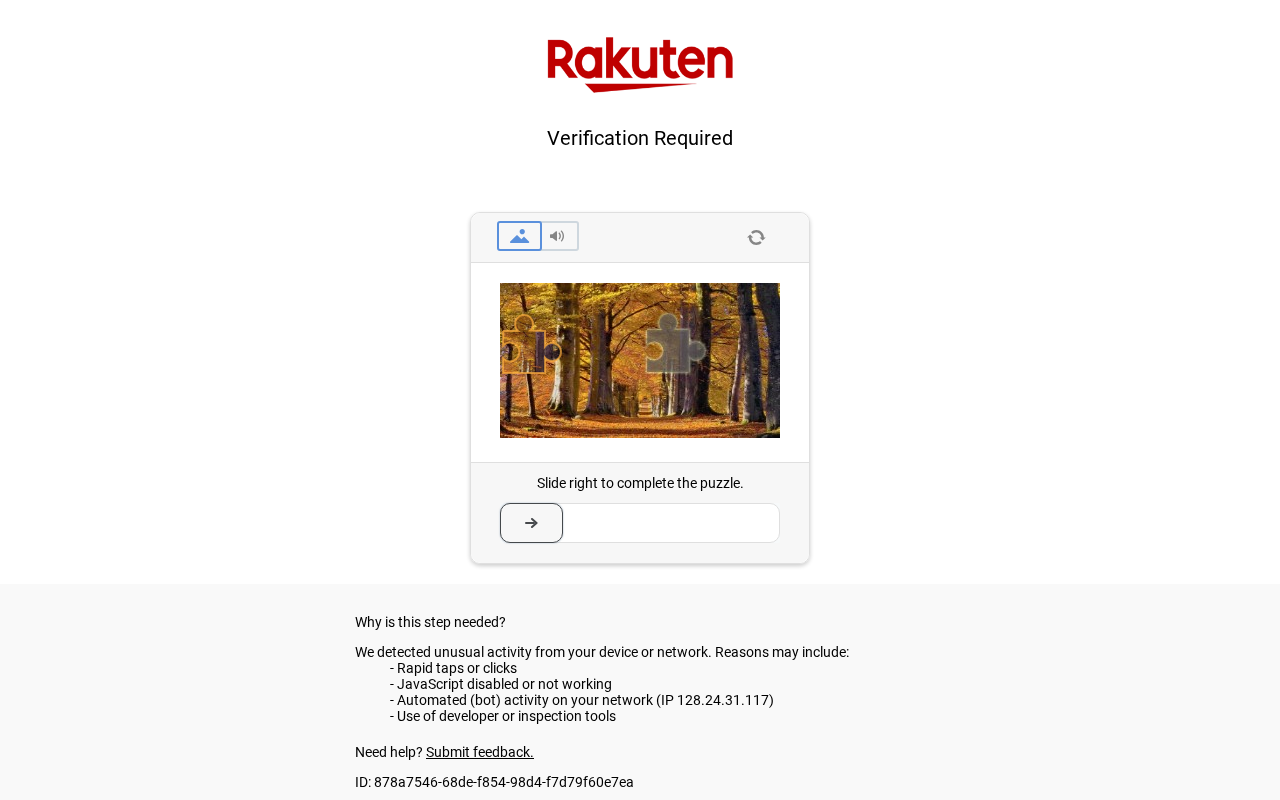 Rakuten
Verification Required
Slide right to complete the puzzle.
Why is this step needed?
We detected unusual activity from your device or network. Reasons may include:
- Rapid taps or clicks
- JavaScript disabled or not working
- Automated (bot) activity on your network (IP 128.24.31.117)
- Use of developer or inspection tools
Need help? Submit feedback.
ID: 878a7546-68de-f854-98d4-f7d79f60e7ea